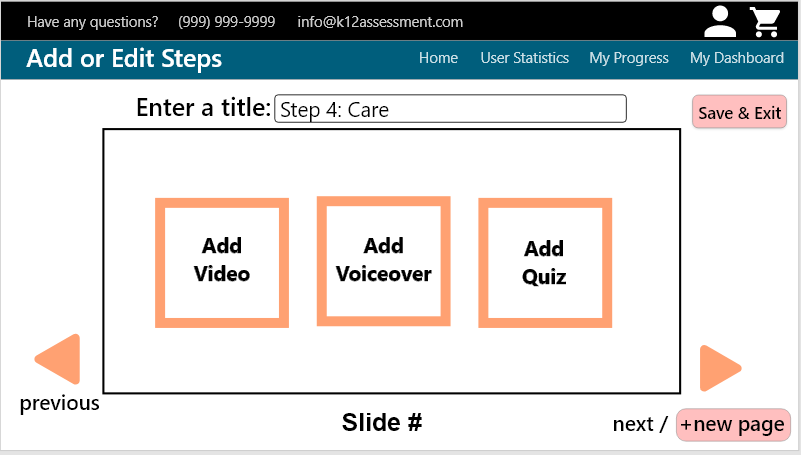 Have any questions? (999) 999-9999 info@k12assessment.com
Add or Edit Steps Home User Statistics My Progress My Dashboard
Enter a title: Step 4: Care Save & Exit
Add
Video
Add
Voiceover
Add
Quiz
previous
Slide #
next / +new page